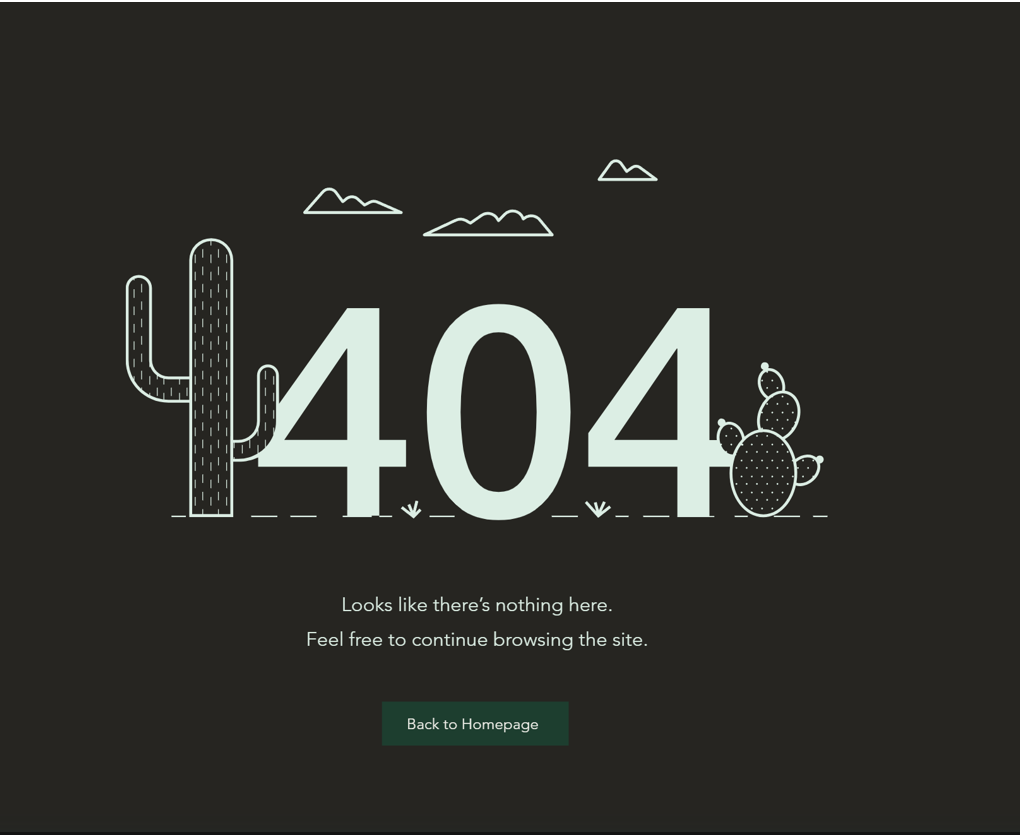 404
Looks like there’s nothing here.
Feel free to continue browsing the site.
Back to Homepage